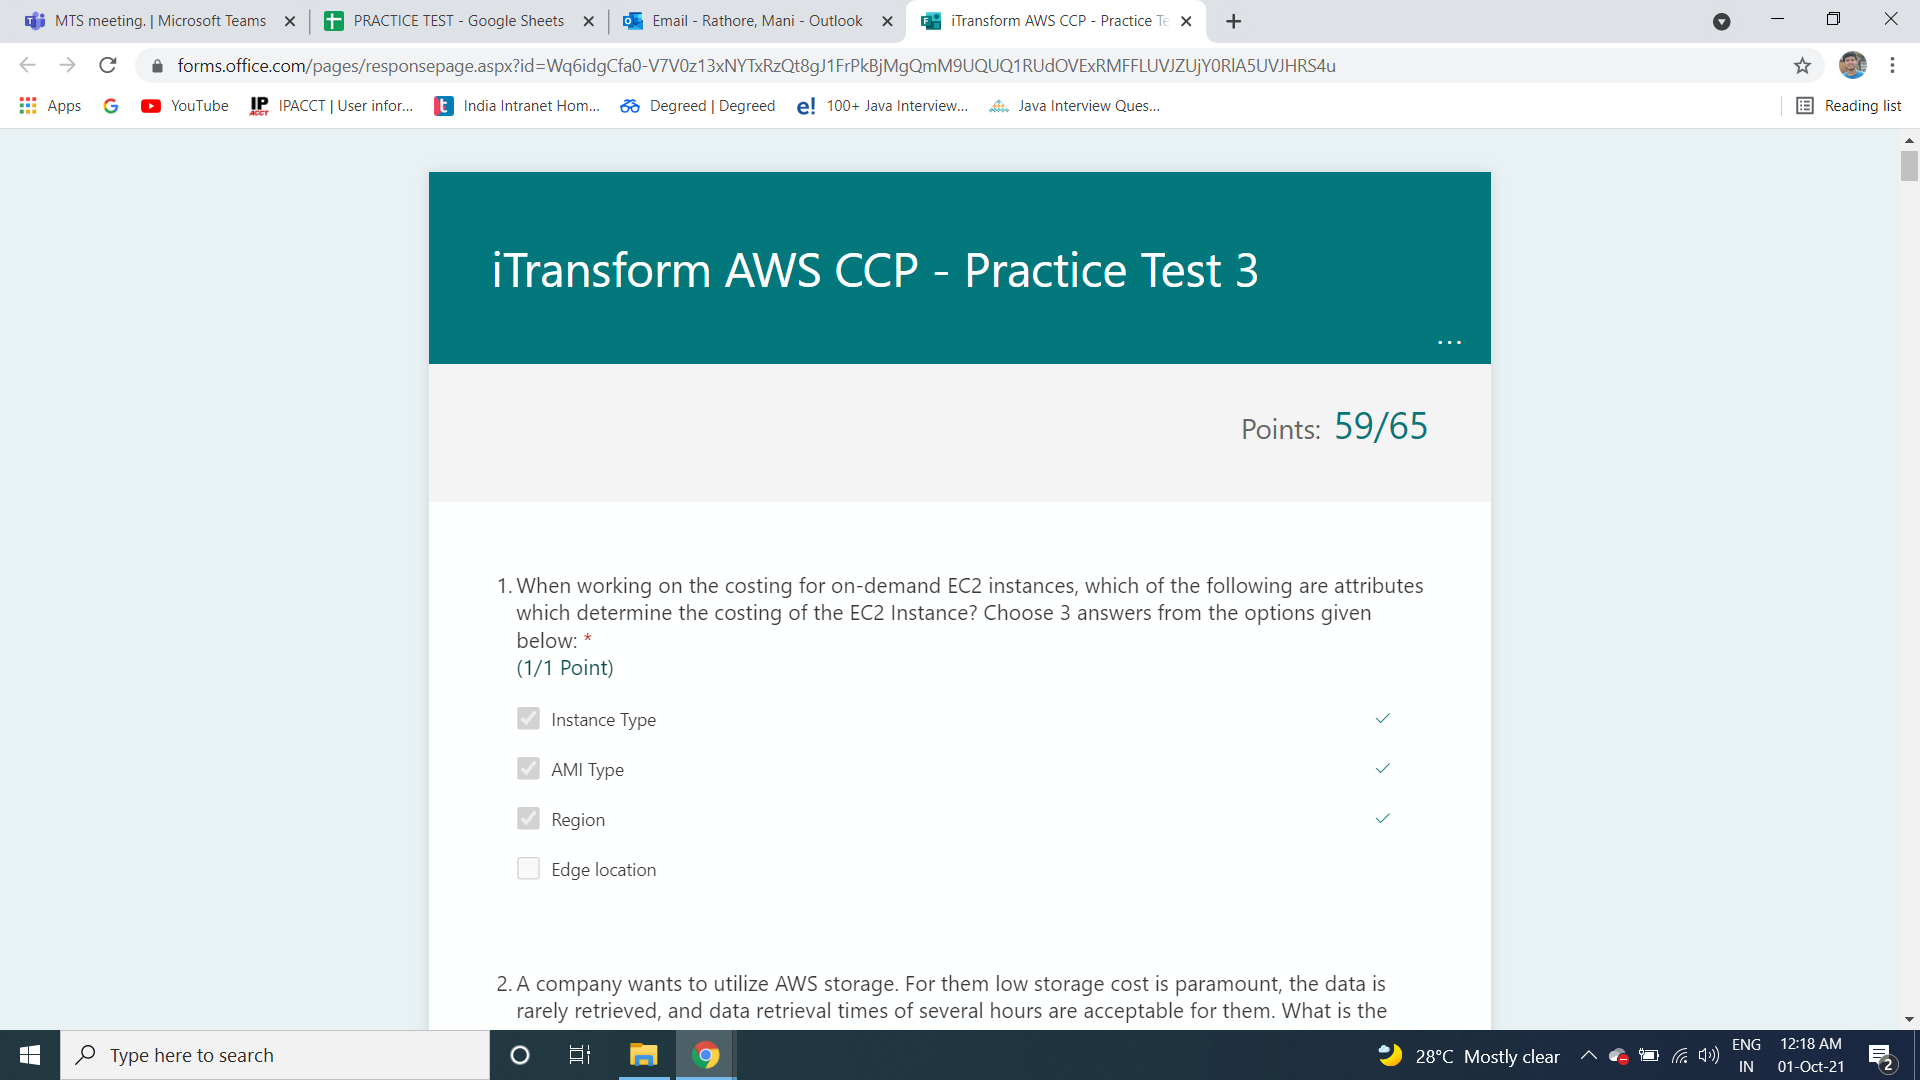 MTS meeting. | Microsoft Teams
PRACTICE TEST - Google Sheets
Email - Rathore, Mani - Outlook
iTransform AWS CCP - Practice Te
forms.office.com/pages/responsepage.aspx?id=Wq6idgCfa0-V7V0z13xNYTxRzQt8gJ1FrPkBjMgQmM9UQUQ1RUdOVExRMFFLUVJZUjY0RlA5UVJHRS4u
Apps
YouTube
IP ACCT IPACCT | User infor...
t India Intranet Hom...
Degreed | Degreed
e! 100+ Java Interview...
Java Interview Ques...
Reading list
iTransform AWS CCP - Practice Test 3
...
Points: 59/65
1. When working on the costing for on-demand EC2 instances, which of the following are attributes
which determine the costing of the EC2 Instance? Choose 3 answers from the options given
below: *
(1/1 Point)
Instance Type
AMI Type
Region
Edge location
2. A company wants to utilize AWS storage. For them low storage cost is paramount, the data is
rarely retrieved, and data retrieval times of several hours are acceptable for them. What is the
Type here to search
28°C Mostly clear
ENG
IN
12:18 AM
01-Oct-21
2